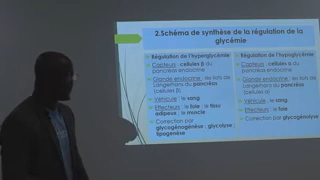 2.Schéma de synthèse de la régulation de la
glycémie
Régulation de l'hyperglycémie
Capteurs : cellules β du
pancréas endocrine
Glande endocrine : les îlots de
Langerhans du pancréas
(cellules β)
Véhicule : le sang
Effecteurs : le foie ; le tissu
adipeux ; le muscle
Correction par
glycogénogénèse ; glycolyse ;
lipogenèse
Régulation de l'hypoglycémie
Capteurs : cellules α du
pancréas endocrine
Glande endocrine : les îlots de
Langerhans du pancréas
(cellules α)
Véhicule : le sang
Effecteurs : le foie
Correction par glycogénolyse